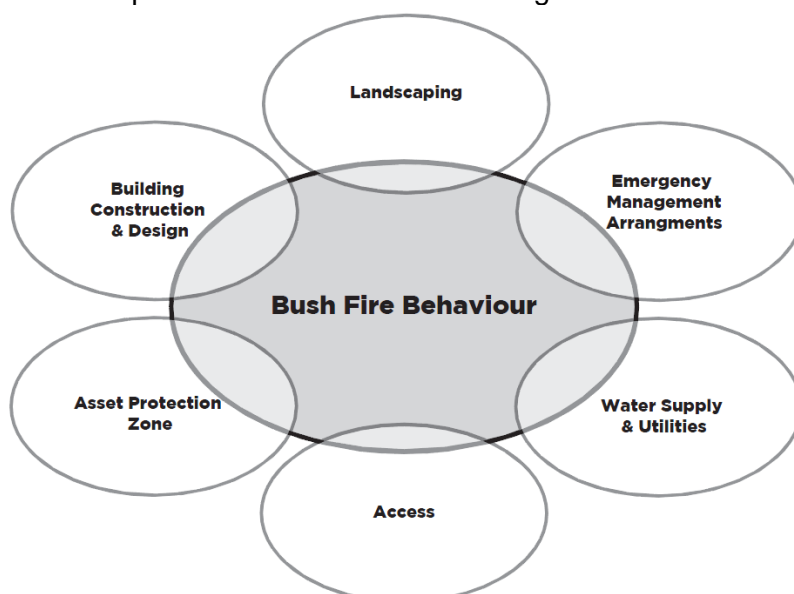 Landscaping
Building
Construction
& Design
Emergency
Management
Arrangments
Bush Fire Behaviour
Asset Protection
Zone
Water Supply
& Utilities
Access